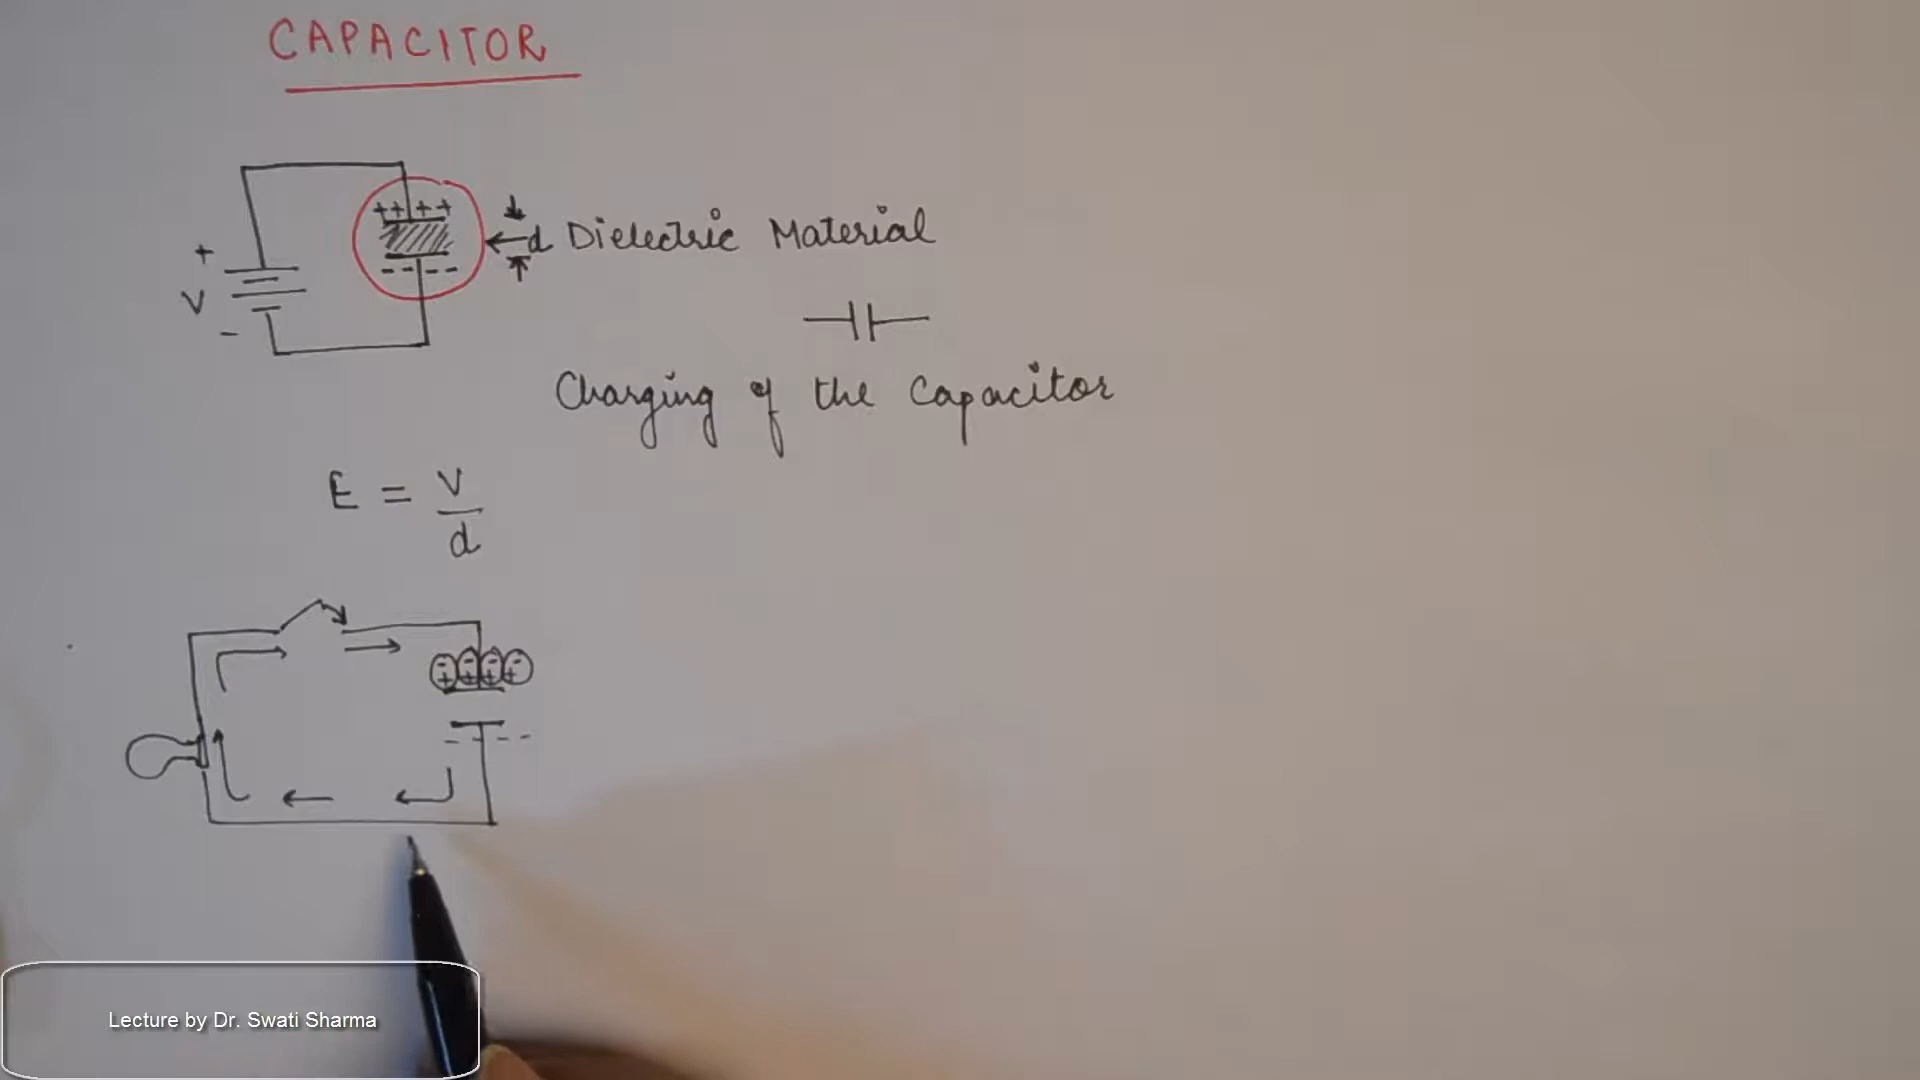 CAPACITOR
++++
d Dielectric Material
----
+
V
-
Charging of the Capacitor
E = V
d
- - - -
+ + + +
- - - -
Lecture by Dr. Swati Sharma